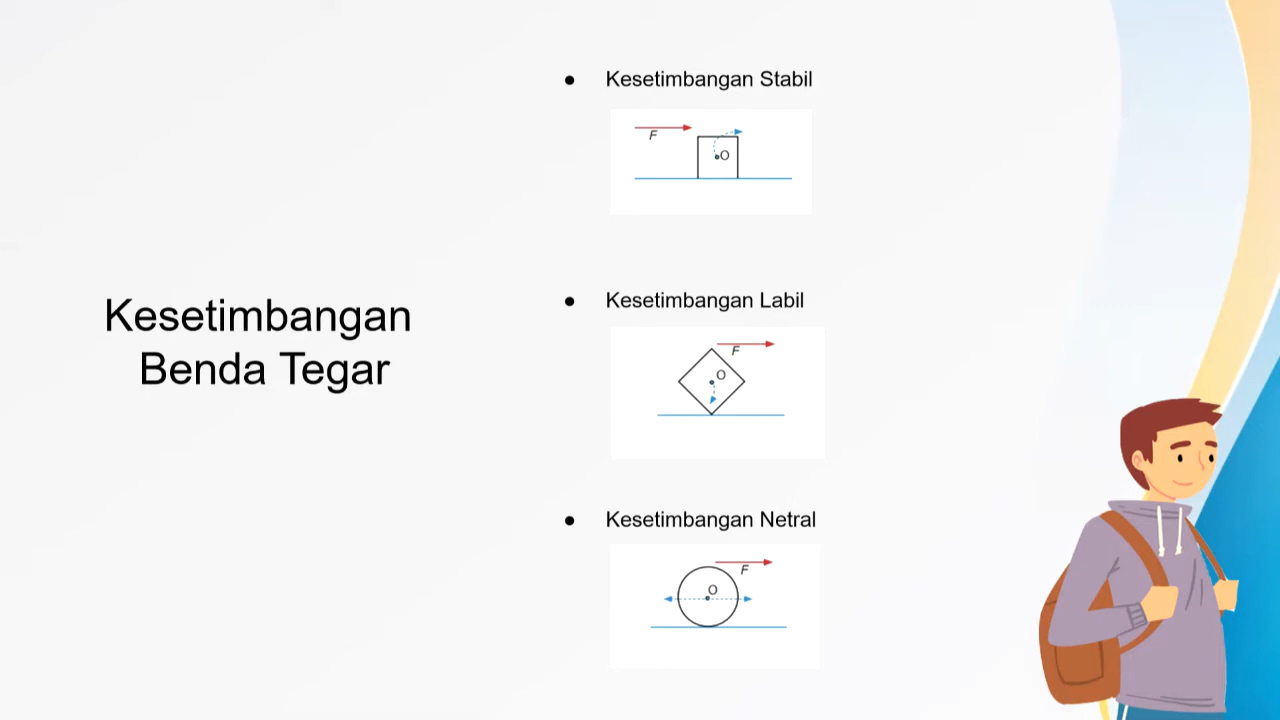 Kesetimbangan
Benda Tegar
● Kesetimbangan Stabil
F
O
● Kesetimbangan Labil
F
O
● Kesetimbangan Netral
F
O